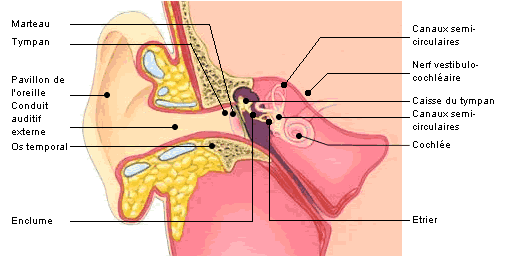 Marteau
Tympan
Pavillon de
l'oreille
Conduit
auditif
externe
Os temporal
Enclume
Canaux semi-
circulaires
Nerf vestibulo-
cochléaire
Caisse du tympan
Canaux semi-
circulaires
Cochlée
Etrier